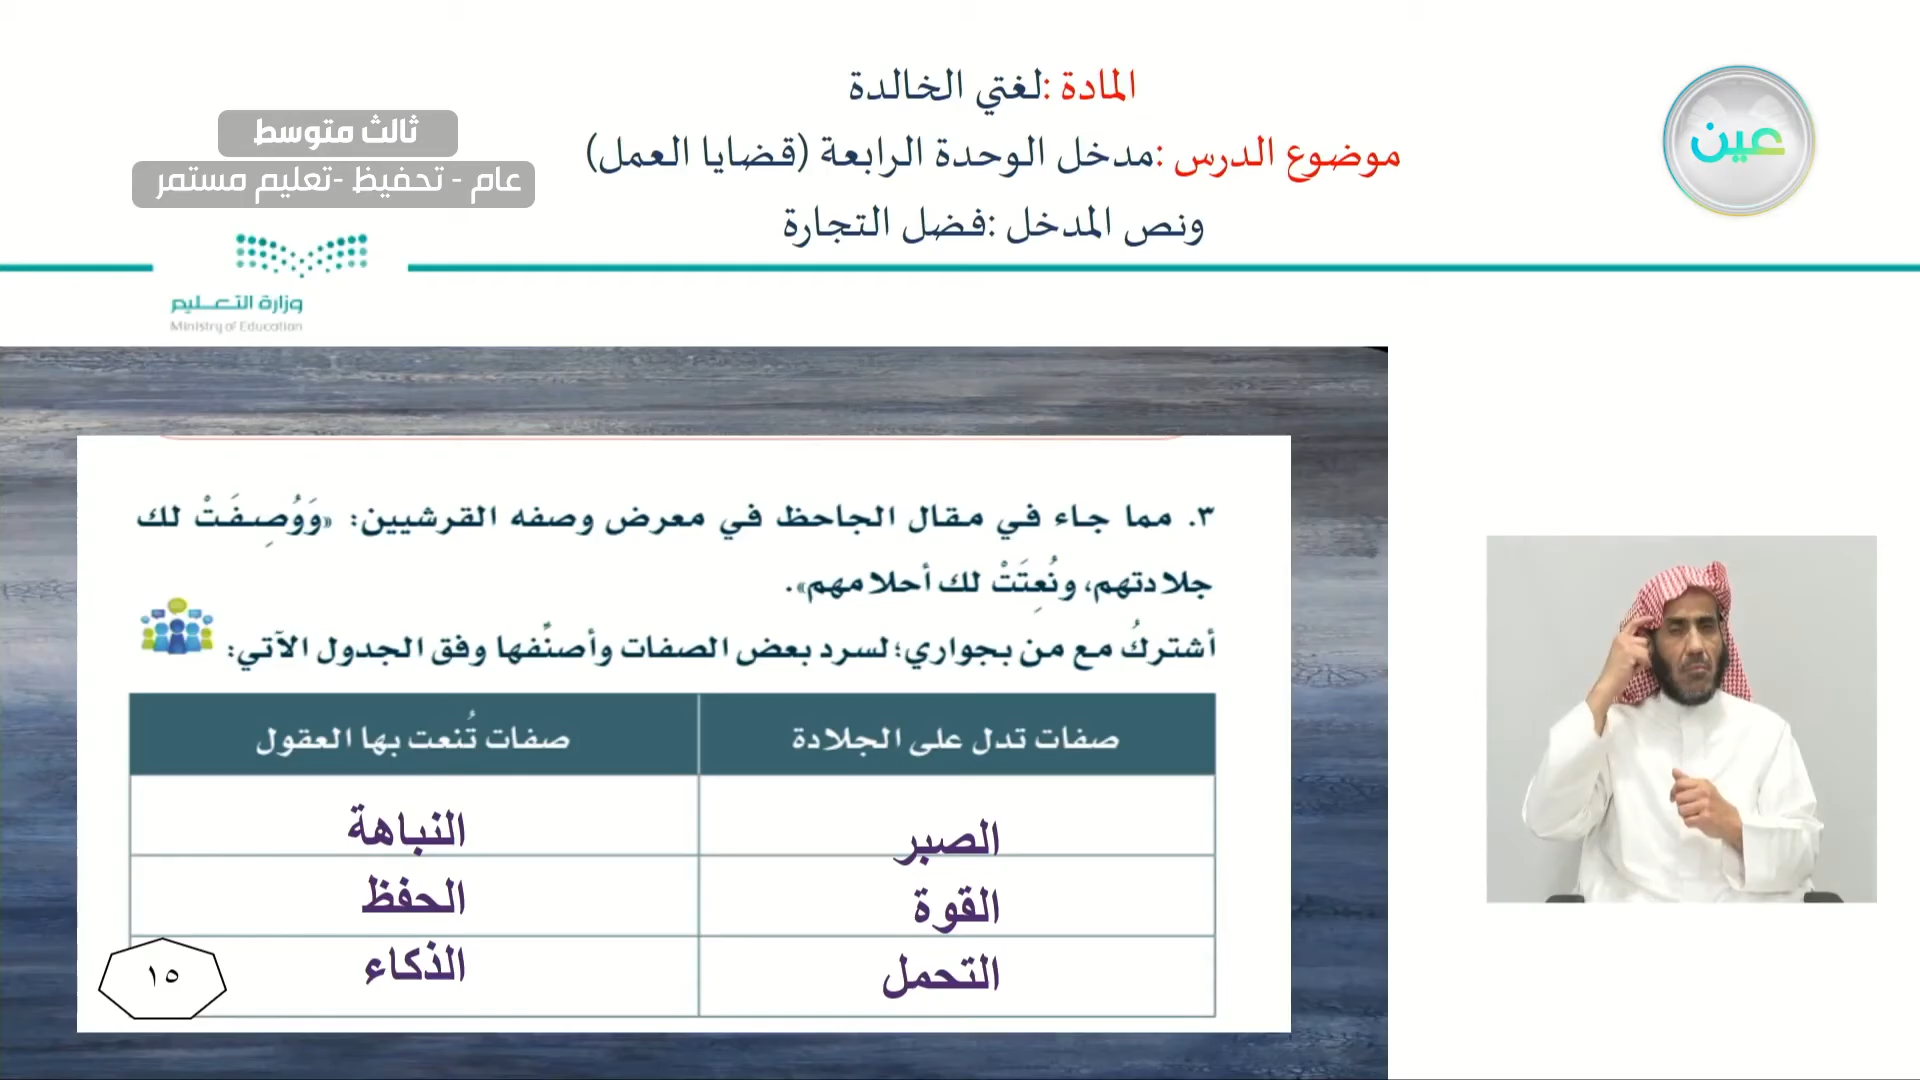 المادة :لغتي الخالدة
موضوع الدرس :مدخل الوحدة الرابعة (قضايا العمل)
ونص المدخل :فضل التجارة
عين
ثالث متوسط
عام - تحفيظ -تعليم مستمر
وزارة التعـــليم
Ministry of Education
٣. مما جاء في مقال الجاحظ في معرض وصفه القرشيين: «وَوُصِفَتْ لك
جلادتهم، ونُعِتَتْ لك أحلامهم».
أشتركُ مع من بجواري؛ لسرد بعض الصفات وأصنِّفها وفق الجدول الآتي:
صفات تدل على الجلادة	صفات تُنعت بها العقول
الصبر	النباهة
القوة	الحفظ
التحمل	الذكاء
١٥